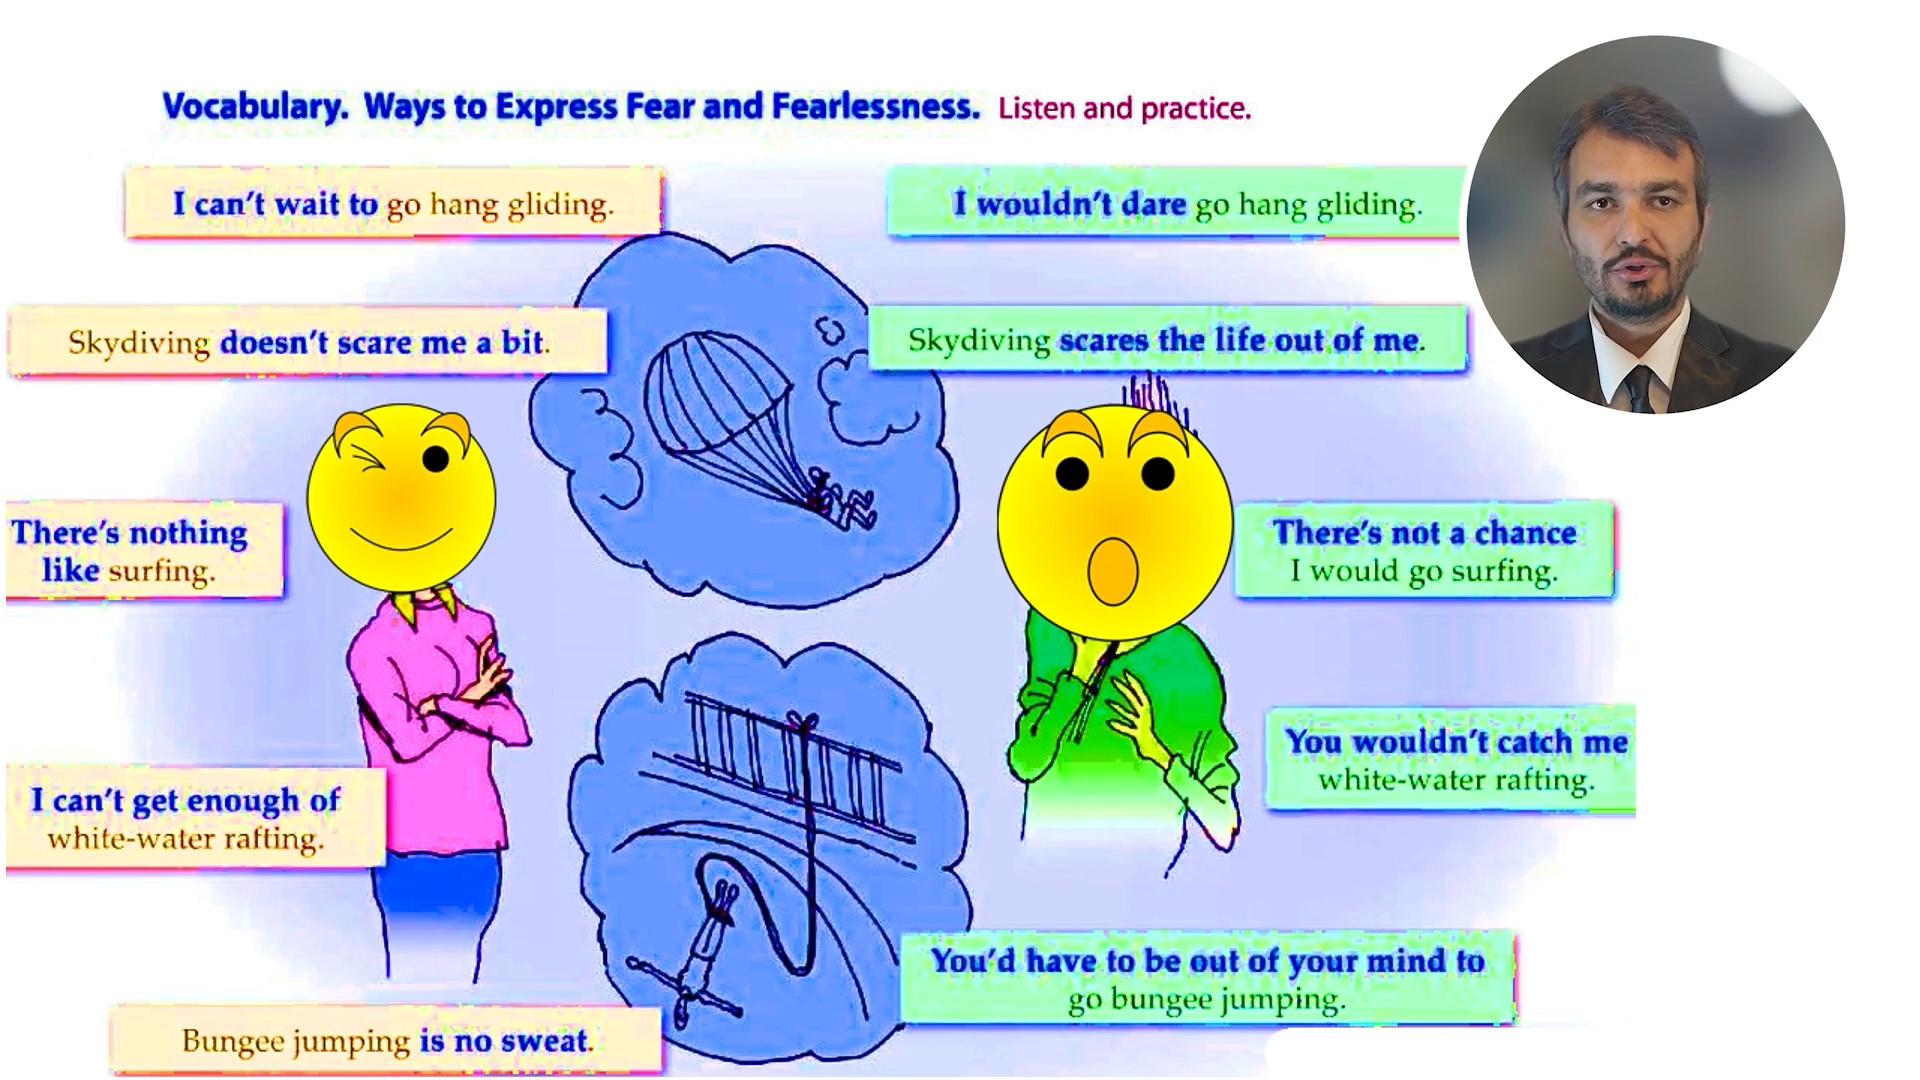 Vocabulary. Ways to Express Fear and Fearlessness. Listen and practice.
I can't wait to go hang gliding.
I wouldn't dare go hang gliding.
Skydiving doesn't scare me a bit.
Skydiving scares the life out of me.
There's nothing
like surfing.
There's not a chance
I would go surfing.
I can't get enough of
white-water rafting.
You wouldn't catch me
white-water rafting.
Bungee jumping is no sweat.
You'd have to be out of your mind to
go bungee jumping.